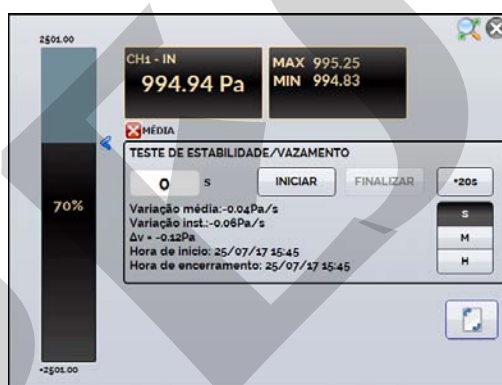 2501.00
CH1 - IN
994.94 Pa
MAX 995.25
MIN 994.83
MÉDIA
TESTE DE ESTABILIDADE/VAZAMENTO
0 s INICIAR FINALIZAR +20s
70%
Variação média:-0.04Pa/s
Variação inst.:-0.06Pa/s
Δv = -0.12Pa
Hora de início: 25/07/17 15:45
Hora de encerramento: 25/07/17 15:45
S
M
H
-2501.00